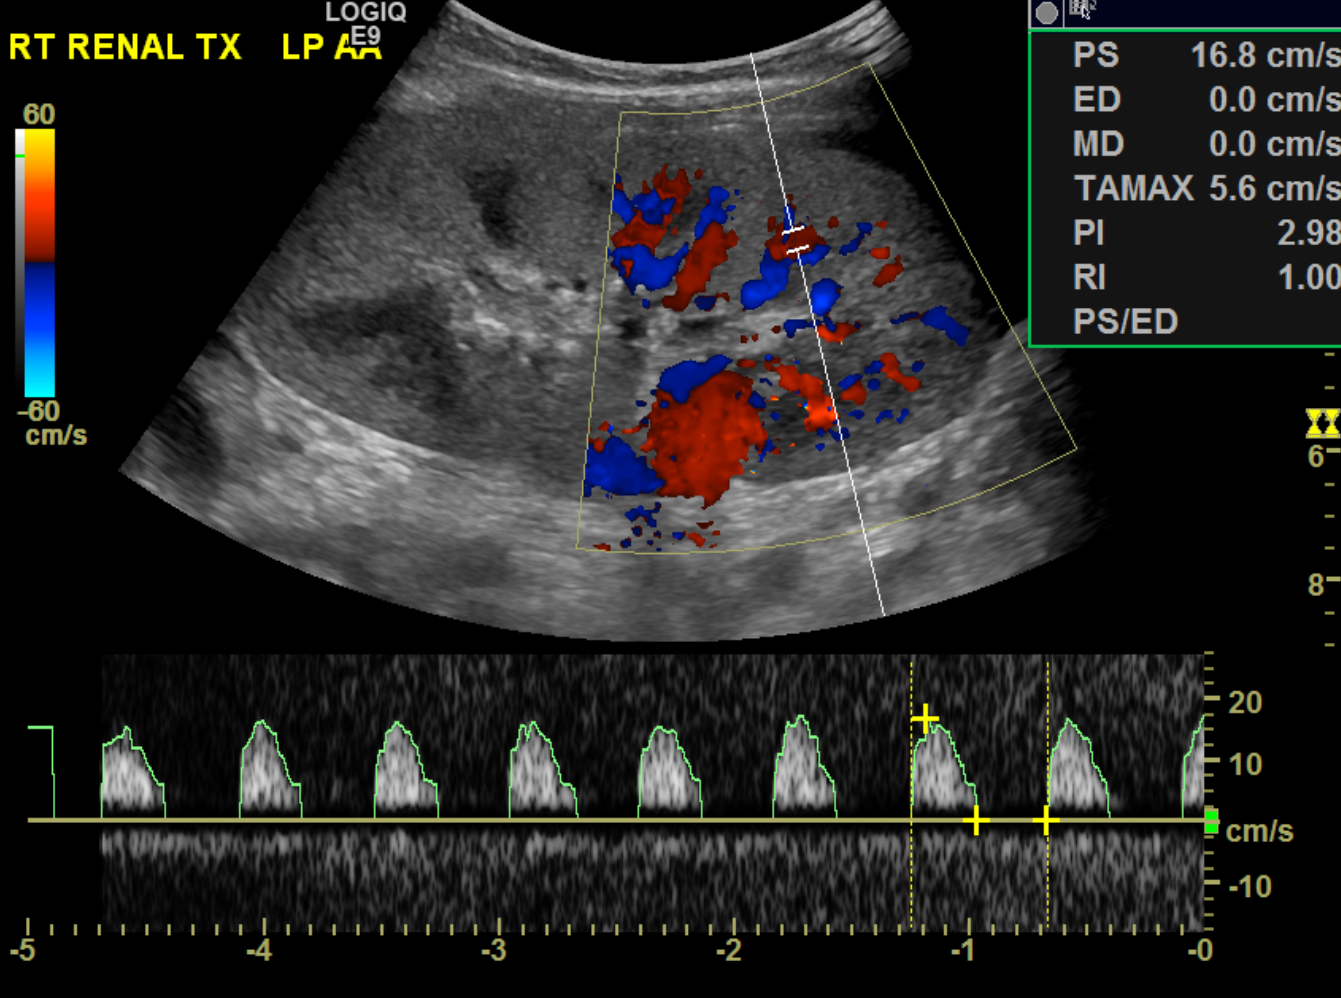 LOGIQ
E9
RT RENAL TX LP AA
60
-60
cm/s
PS 16.8 cm/s
ED 0.0 cm/s
MD 0.0 cm/s
TAMAX 5.6 cm/s
PI 2.98
RI 1.00
PS/ED
6
8
20
10
cm/s
-10
-5 -4 -3 -2 -1 -0